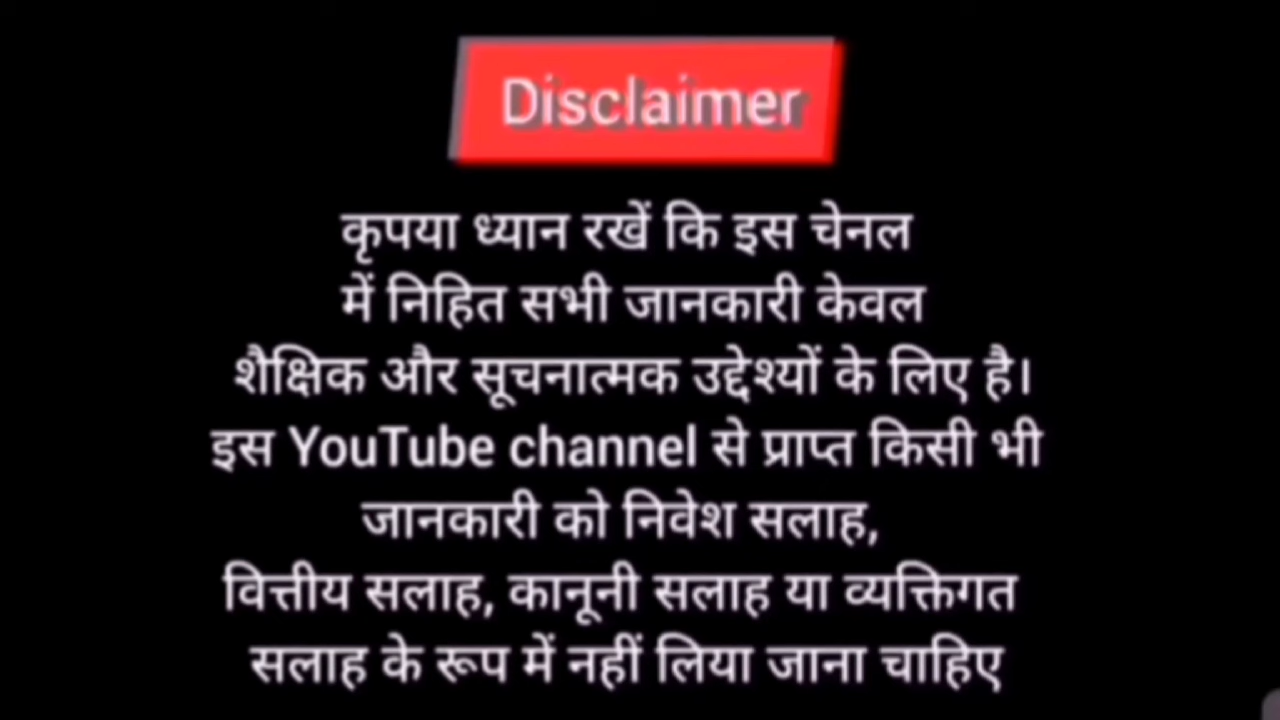 Disclaimer
कृपया ध्यान रखें कि इस चेनल
में निहित सभी जानकारी केवल
शैक्षिक और सूचनात्मक उद्देश्यों के लिए है।
इस YouTube channel से प्राप्त किसी भी
जानकारी को निवेश सलाह,
वित्तीय सलाह, कानूनी सलाह या व्यक्तिगत
सलाह के रूप में नहीं लिया जाना चाहिए